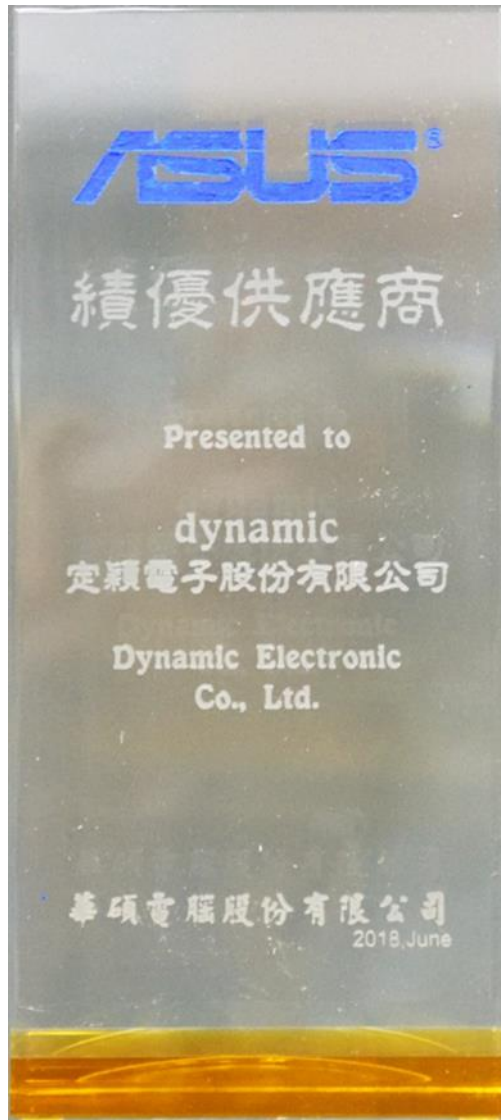 ASUS®
績優供應商
Presented to
dynamic
定穎電子股份有限公司
Dynamic Electronic
Co., Ltd.
華碩電腦股份有限公司
2018,June